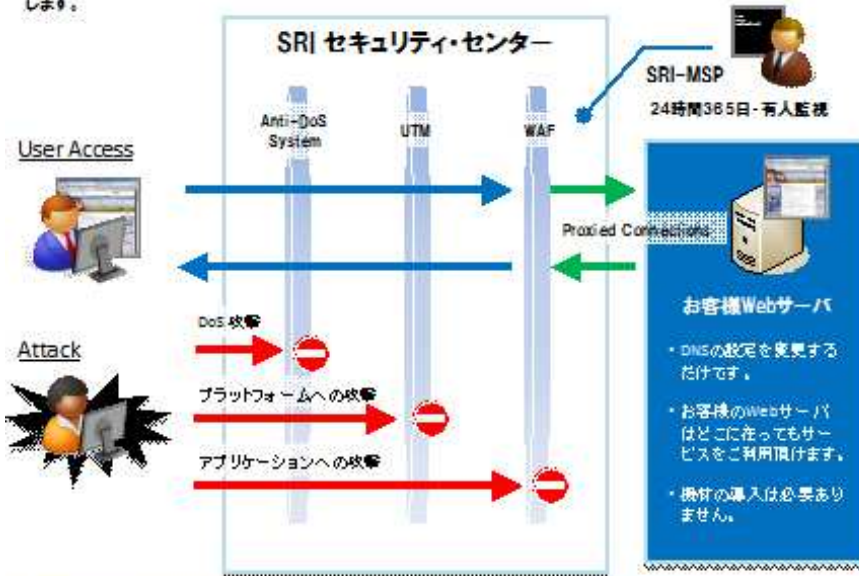 します。
SRI セキュリティ・センター
SRI-MSP
24時間365日・有人監視
Anti-DoS
System
UTM
WAF
User Access
Proxied Connections
お客様Webサーバ
DoS 攻撃
Attack
・DNSの設定を変更する
だけです。
プラットフォームへの攻撃
・お客様のWebサーバ
はどこに在ってもサー
ビスをご利用頂けます。
アプリケーションへの攻撃
・機材の導入は必要あり
ません。